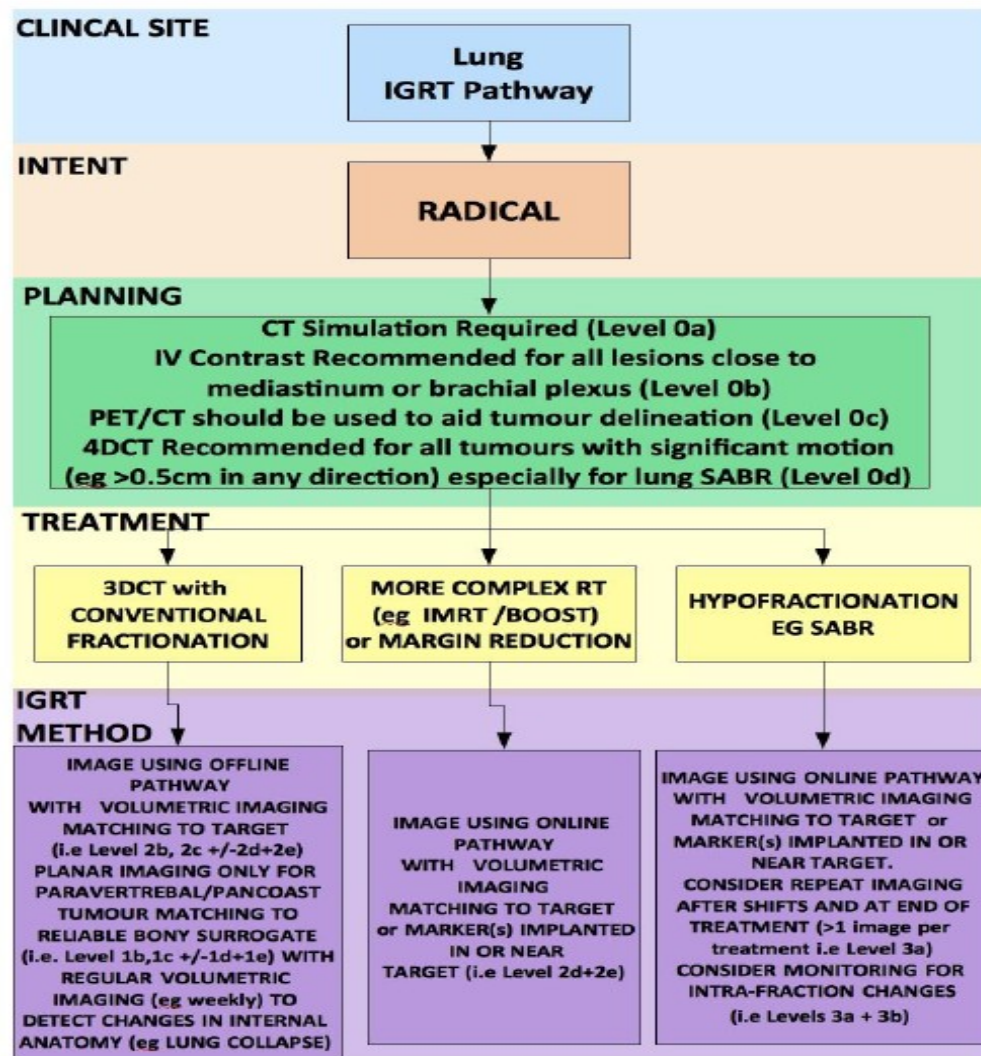 CLINCAL SITE
Lung
IGRT Pathway
INTENT
RADICAL
PLANNING
CT Simulation Required (Level 0a)
IV Contrast Recommended for all lesions close to
mediastinum or brachial plexus (Level 0b)
PET/CT should be used to aid tumour delineation (Level 0c)
4DCT Recommended for all tumours with significant motion
(eg >0.5cm in any direction) especially for lung SABR (Level 0d)
TREATMENT
3DCT with
CONVENTIONAL
FRACTIONATION
MORE COMPLEX RT
(eg IMRT /BOOST)
or MARGIN REDUCTION
HYPOFRACTIONATION
EG SABR
IGRT
METHOD
IMAGE USING OFFLINE
PATHWAY
WITH VOLUMETRIC IMAGING
MATCHING TO TARGET
(i.e Level 2b, 2c +/-2d+2e)
PLANAR IMAGING ONLY FOR
PARAVERTREBAL/PANCOAST
TUMOUR MATCHING TO
RELIABLE BONY SURROGATE
(i.e. Level 1b,1c +/-1d+1e) WITH
REGULAR VOLUMETRIC
IMAGING (eg weekly) TO
DETECT CHANGES IN INTERNAL
ANATOMY (eg LUNG COLLAPSE)
IMAGE USING ONLINE
PATHWAY
WITH VOLUMETRIC
IMAGING
MATCHING TO TARGET
or MARKER(s) IMPLANTED
IN OR NEAR
TARGET (i.e Level 2d+2e)
IMAGE USING ONLINE PATHWAY
WITH VOLUMETRIC IMAGING
MATCHING TO TARGET or
MARKER(s) IMPLANTED IN OR
NEAR TARGET.
CONSIDER REPEAT IMAGING
AFTER SHIFTS AND AT END OF
TREATMENT (>1 image per
treatment i.e Level 3a)
CONSIDER MONITORING FOR
INTRA-FRACTION CHANGES
(i.e Levels 3a + 3b)